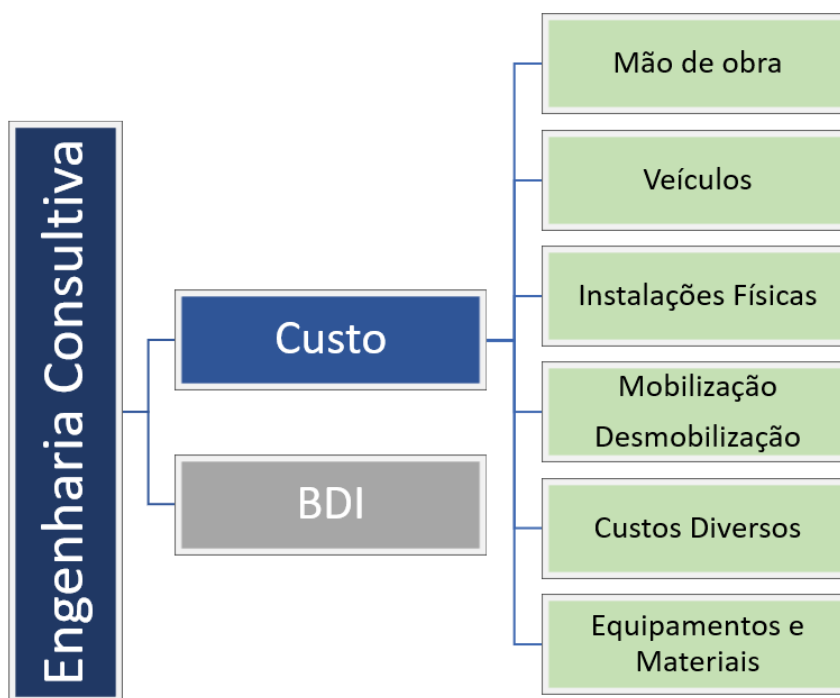 Engenharia Consultiva
Custo
BDI
Mão de obra
Veículos
Instalações Físicas
Mobilização
Desmobilização
Custos Diversos
Equipamentos e
Materiais